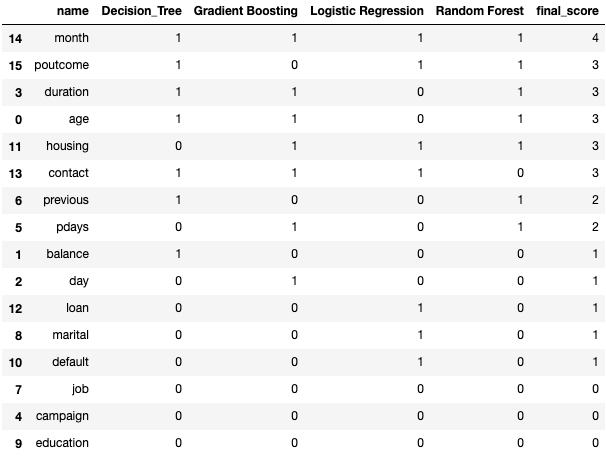 name Decision_Tree Gradient Boosting Logistic Regression Random Forest final_score
14 month 1 1 1 1 4
15 poutcome 1 0 1 1 3
3 duration 1 1 0 1 3
0 age 1 1 0 1 3
11 housing 0 1 1 1 3
13 contact 1 1 1 0 3
6 previous 1 0 0 1 2
5 pdays 0 1 0 1 2
1 balance 1 0 0 0 1
2 day 0 1 0 0 1
12 loan 0 0 1 0 1
8 marital 0 0 1 0 1
10 default 0 0 1 0 1
7 job 0 0 0 0 0
4 campaign 0 0 0 0 0
9 education 0 0 0 0 0